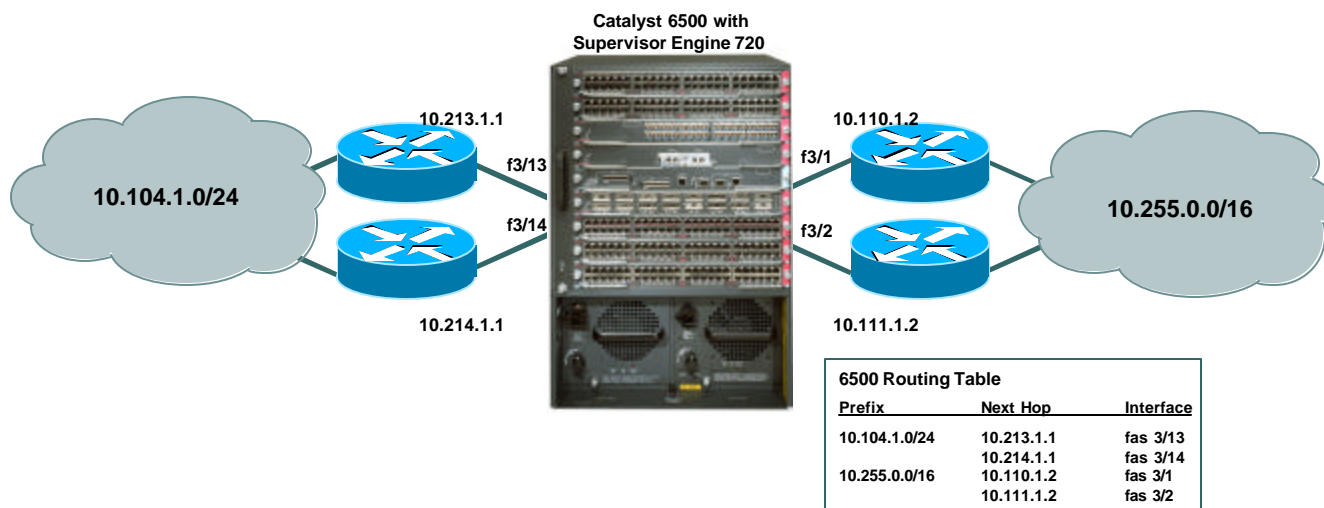 Catalyst 6500 with
Supervisor Engine 720
10.213.1.1
10.110.1.2
f3/13
f3/1
10.104.1.0/24
10.255.0.0/16
f3/14
f3/2
10.214.1.1
10.111.1.2
6500 Routing Table
Prefix Next Hop Interface
10.104.1.0/24 10.213.1.1 fas 3/13
10.214.1.1 fas 3/14
10.255.0.0/16 10.110.1.2 fas 3/1
10.111.1.2 fas 3/2